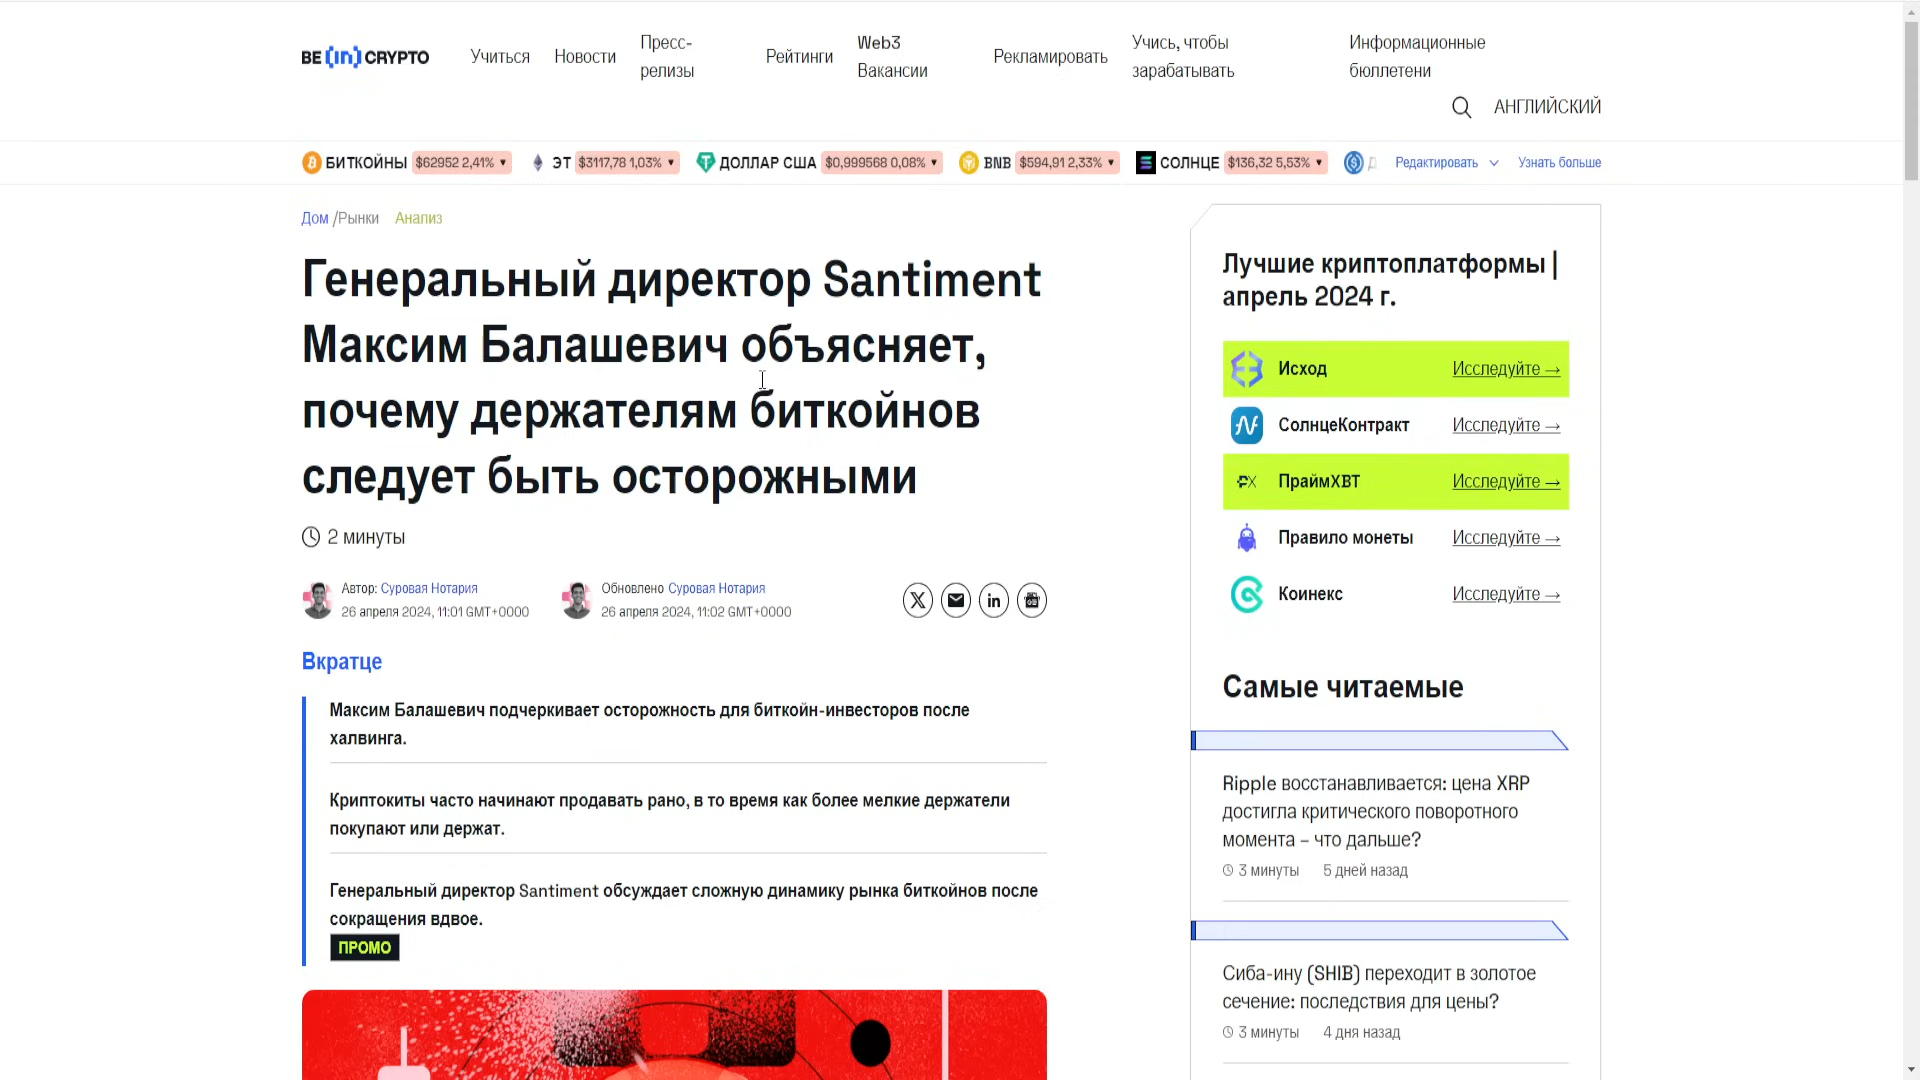 BE[in]CRYPTO
Учиться
Новости
Пресс-
релизы
Рейтинги
Web3
Вакансии
Рекламировать
Учись, чтобы
зарабатывать
Информационные
бюллетени
АНГЛИЙСКИЙ
БИТКОЙНЫ $62952 2,41% ▼
ЭТ $3117,78 1,03% ▼
ДОЛЛАР США $0,999568 0,08% ▼
BNB $594,91 2,33% ▼
СОЛНЦЕ $136,32 5,53% ▼
Редактировать
Узнать больше
Дом /Рынки Анализ
Генеральный директор Santiment
Максим Балашевич объясняет,
почему держателям биткойнов
следует быть осторожными
2 минуты
Автор: Суровая Нотария
26 апреля 2024, 11:01 GMT+0000
Обновлено Суровая Нотария
26 апреля 2024, 11:02 GMT+0000
Вкратце
Максим Балашевич подчеркивает осторожность для биткойн-инвесторов после
халвинга.
Криптокиты часто начинают продавать рано, в то время как более мелкие держатели
покупают или держат.
Генеральный директор Santiment обсуждает сложную динамику рынка биткойнов после
сокращения вдвое.
ПРОМО
Лучшие криптоплатформы |
апрель 2024 г.
Исход Исследуйте →
СолнцеКонтракт Исследуйте →
ПраймXBT Исследуйте →
Правило монеты Исследуйте →
Коинекс Исследуйте →
Самые читаемые
Ripple восстанавливается: цена XRP
достигла критического поворотного
момента – что дальше?
3 минуты 5 дней назад
Сиба-ину (SHIB) переходит в золотое
сечение: последствия для цены?
3 минуты 4 дня назад